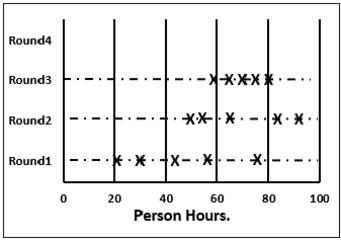 Round4
Round3
X X X X X
Round2
X X X X X
Round1
X X X X X
0 20 40 60 80 100
Person Hours.